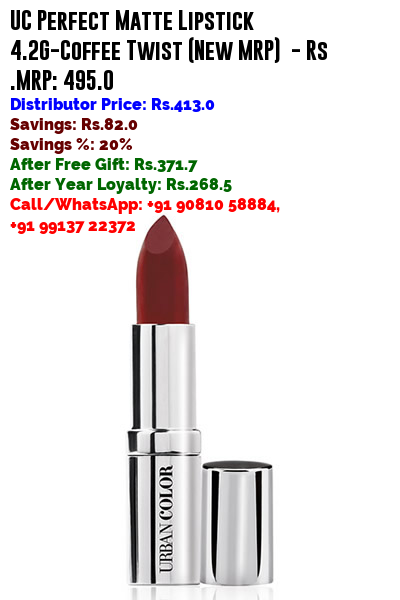 UC Perfect Matte Lipstick
4.2G-Coffee Twist (New MRP)  - Rs
.MRP: 495.0
Distributor Price: Rs.413.0
Savings: Rs.82.0
Savings %: 20%
After Free Gift: Rs.371.7
After Year Loyalty: Rs.268.5
Call/WhatsApp: +91 90810 58884,
+91 99137 22372
URBAN COLOR